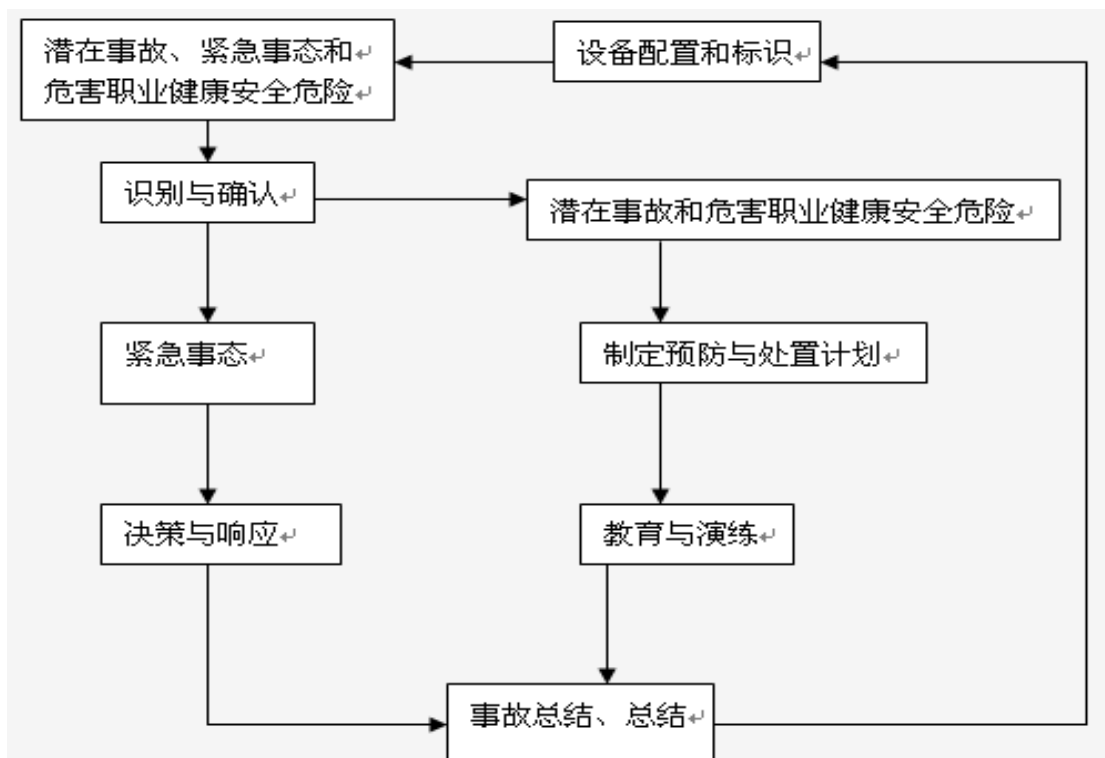 潜在事故、紧急事态和
危害职业健康安全危险
设备配置和标识
识别与确认
潜在事故和危害职业健康安全危险
紧急事态
制定预防与处置计划
决策与响应
教育与演练
事故总结、总结